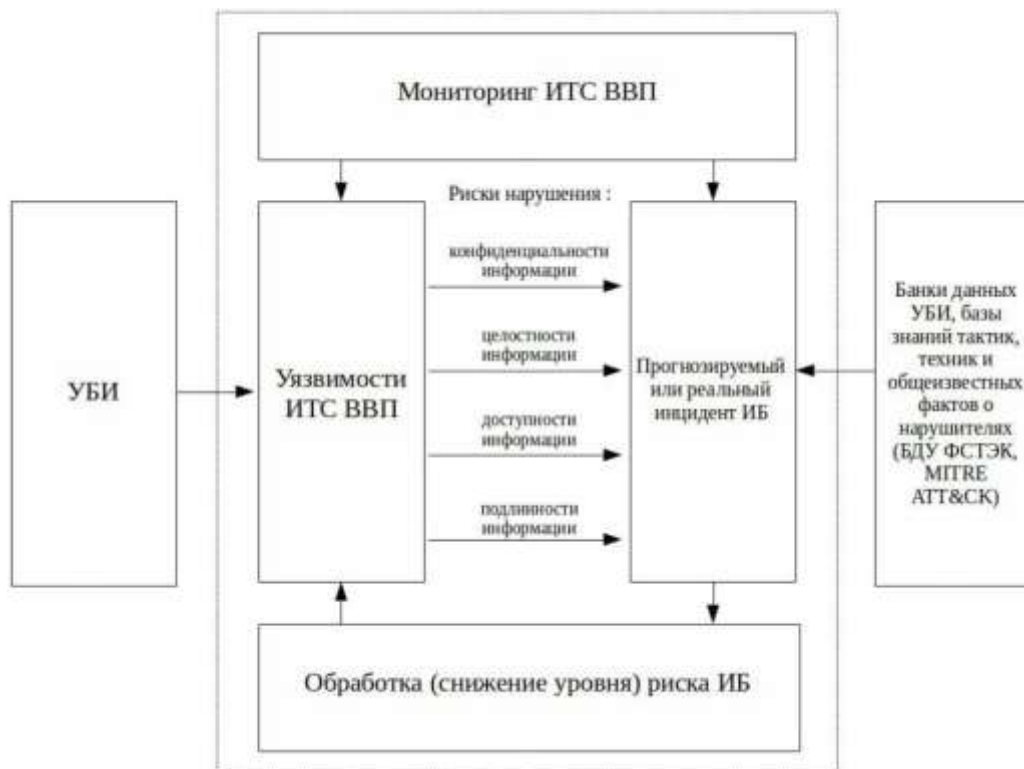 Мониторинг ИТС ВВП
Риски нарушения :
УБИ
Уязвимости
ИТС ВВП
конфиденциальности
информации
целостности
информации
доступности
информации
подлинности
информации
Прогнозируемый
или реальный
инцидент ИБ
Банки данных
УБИ, базы
знаний тактик,
техник и
общеизвестных
фактов о
нарушителях
(БДУ ФСТЭК,
MITRE
ATT&CK)
Обработка (снижение уровня) риска ИБ